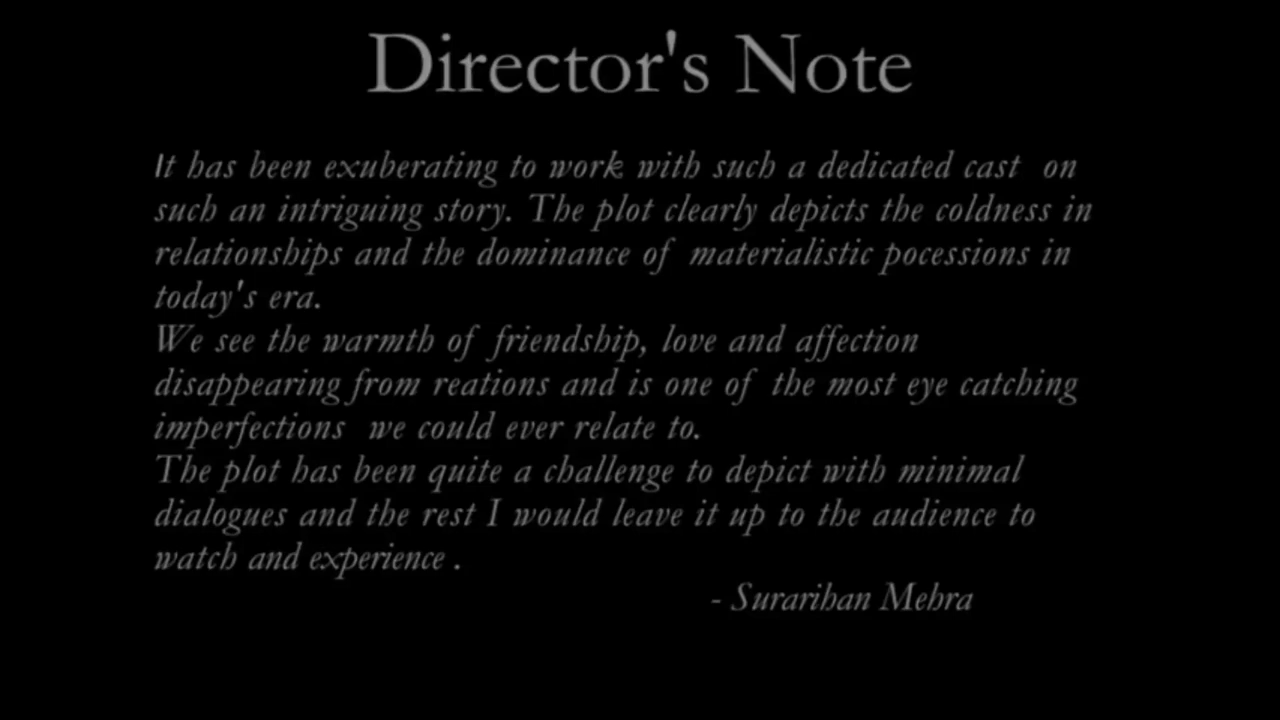 Director's Note
It has been exuberating to work with such a dedicated cast on
such an intriguing story. The plot clearly depicts the coldness in
relationships and the dominance of materialistic pocessions in
today's era.
We see the warmth of friendship, love and affection
disappearing from reations and is one of the most eye catching
imperfections we could ever relate to.
The plot has been quite a challenge to depict with minimal
dialogues and the rest I would leave it up to the audience to
watch and experience .
- Surarihan Mehra